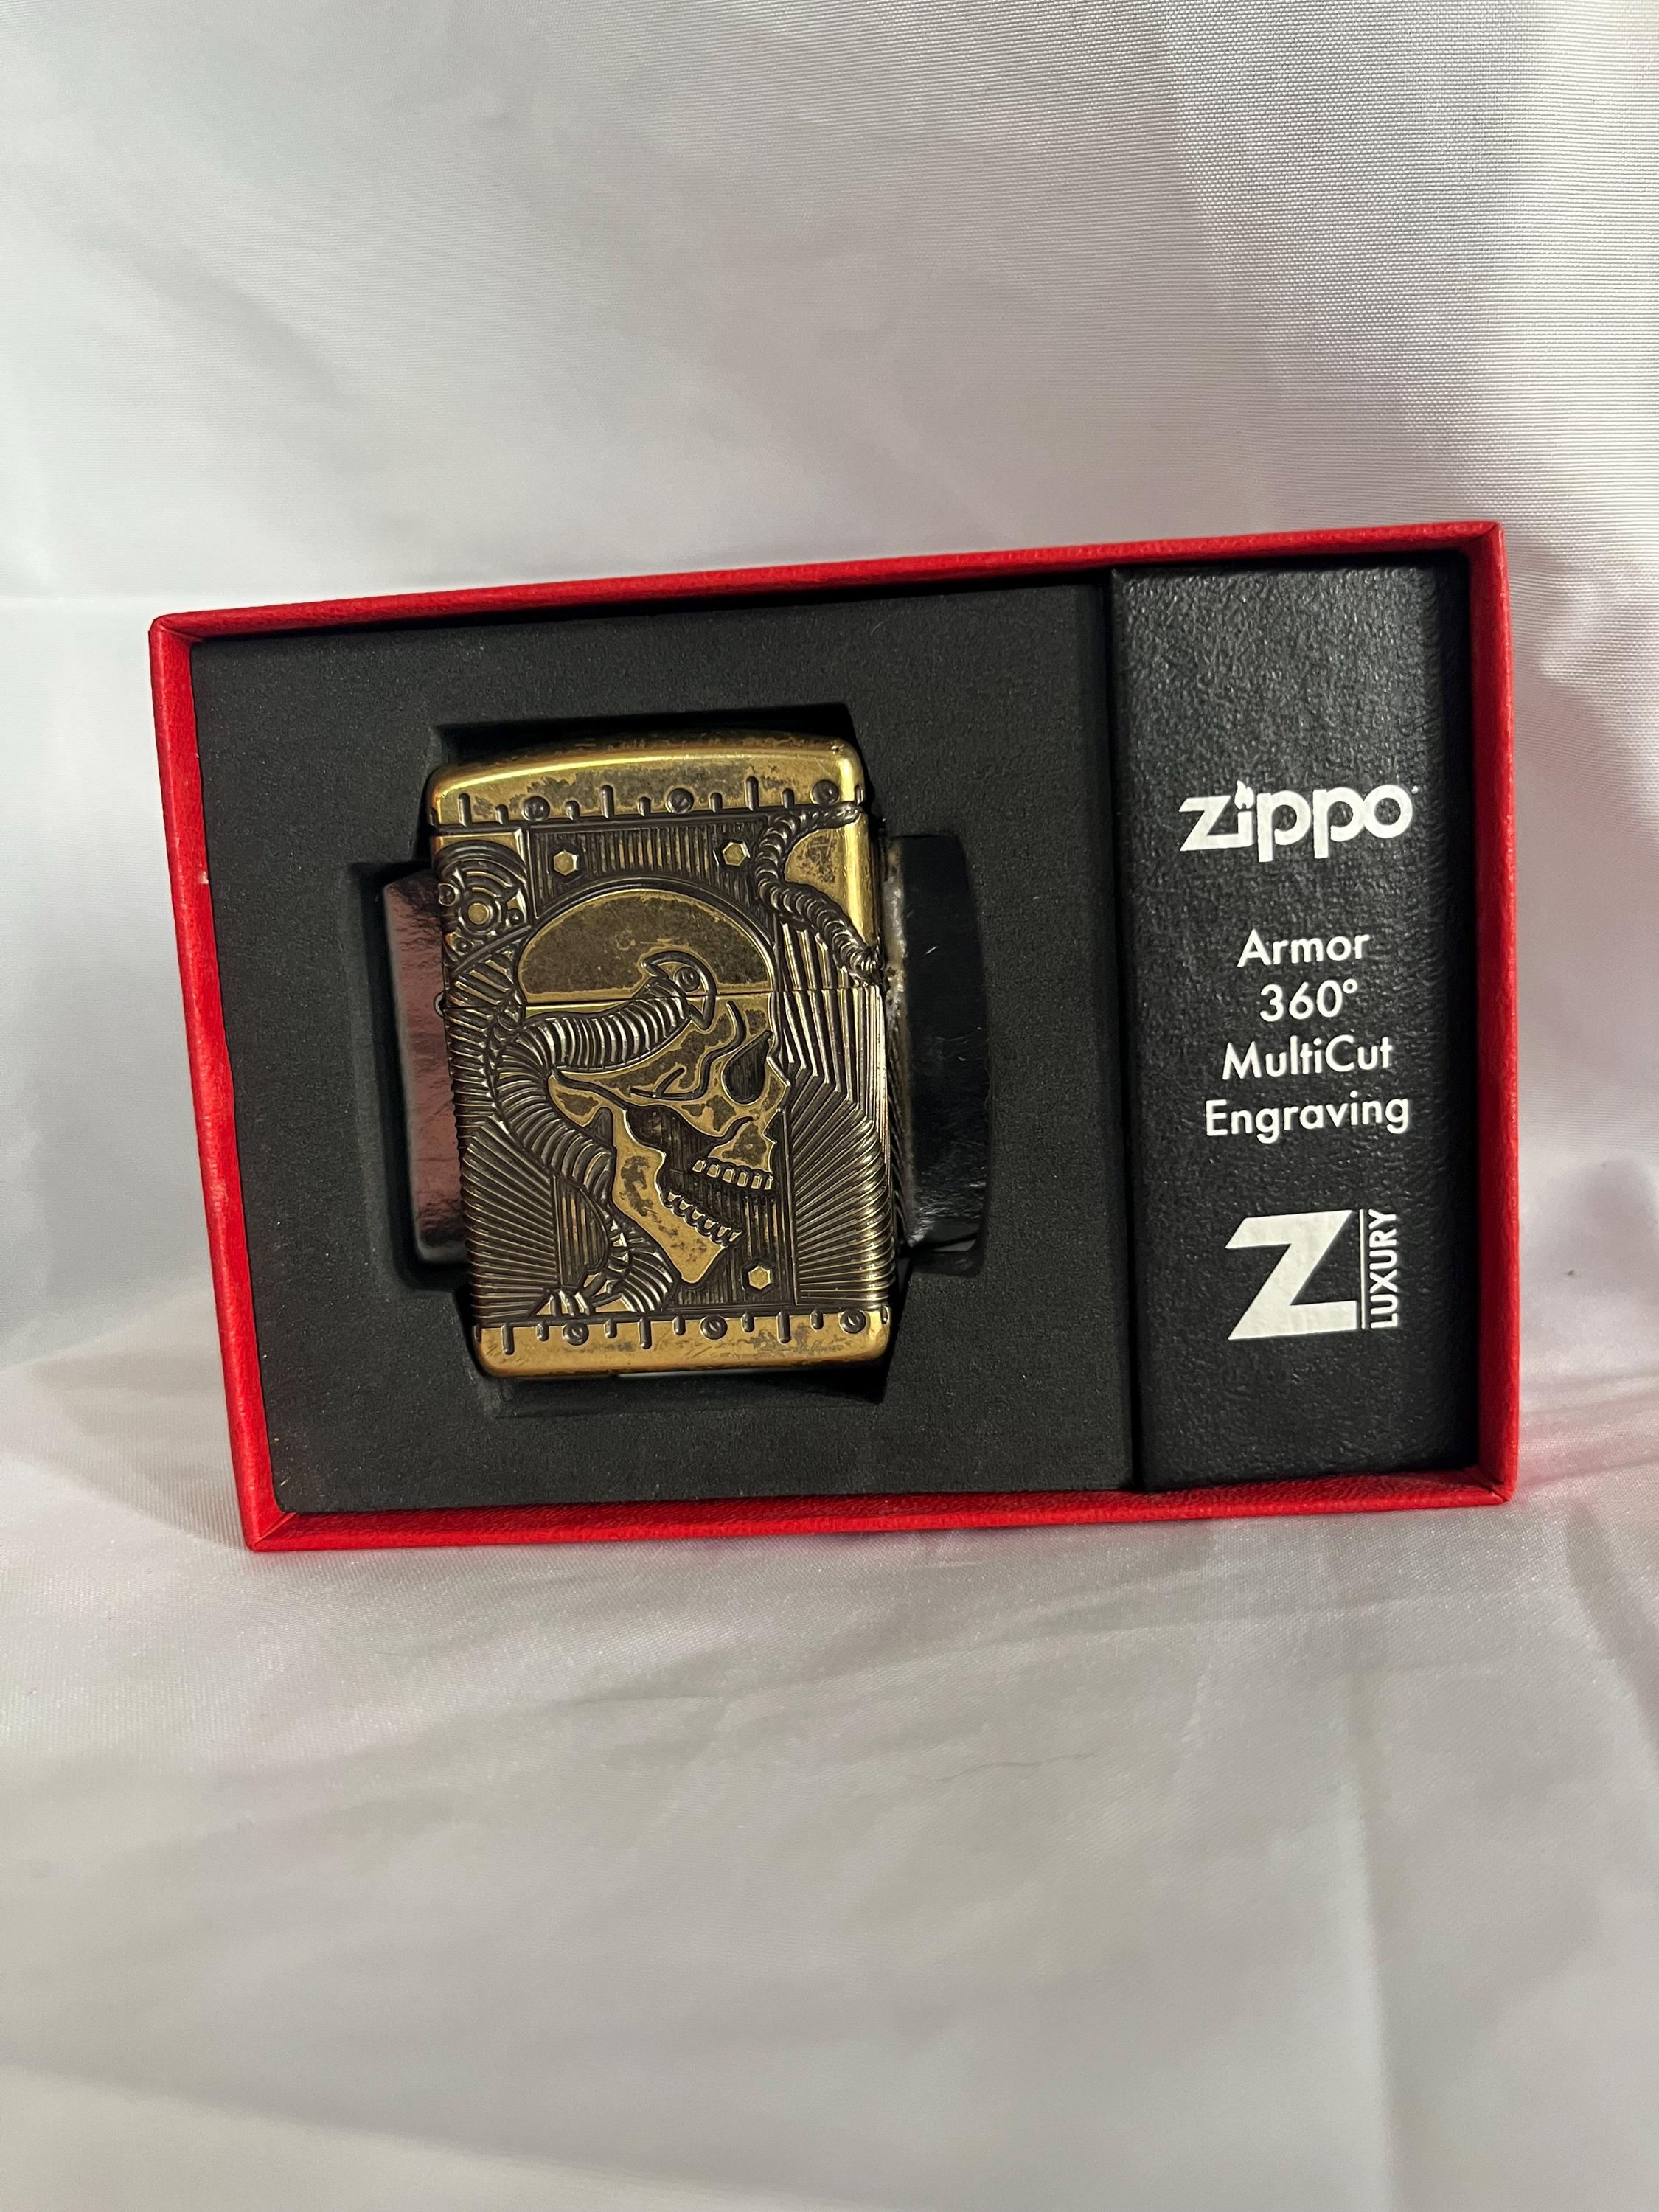 zippo
Armor
360°
MultiCut
Engraving
Z LUXURY